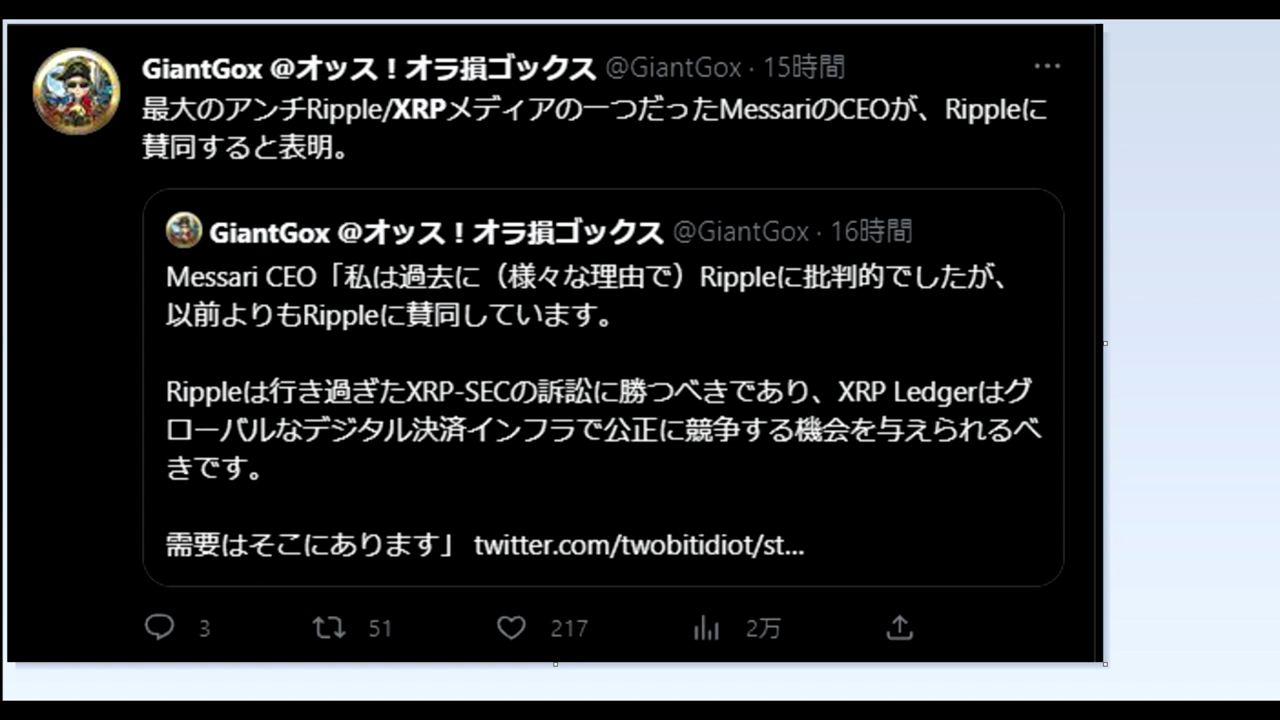 GiantGox @オッス！オラ損ゴックス @GiantGox · 15時間
最大のアンチRipple/XRPメディアの一つだったMessariのCEOが、Rippleに
賛同すると表明。
GiantGox @オッス！オラ損ゴックス @GiantGox · 16時間
Messari CEO「私は過去に（様々な理由で）Rippleに批判的でしたが、
以前よりもRippleに賛同しています。
Rippleは行き過ぎたXRP-SECの訴訟に勝つべきであり、XRP Ledgerはグ
ローバルなデジタル決済インフラで公正に競争する機会を与えられるべ
きです。
需要はそこにあります」 twitter.com/twobitidiot/st...
3 51 217 2万